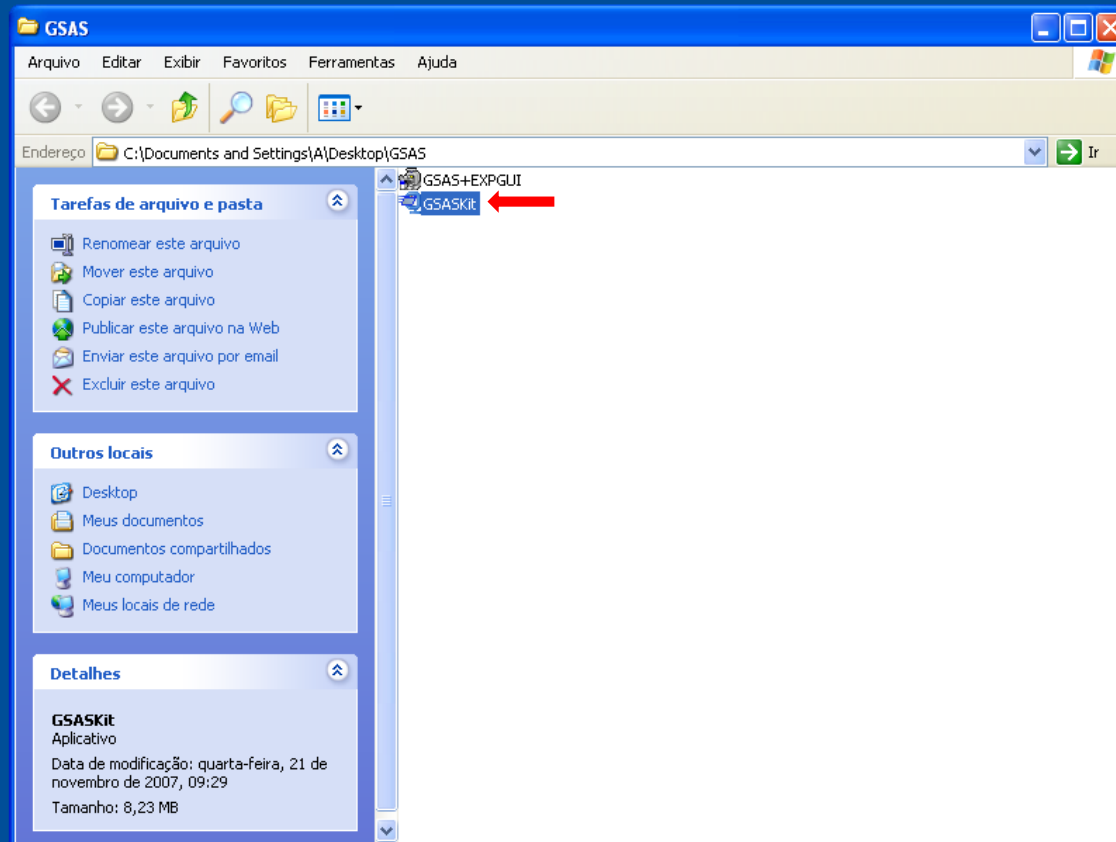 GSAS
Arquivo Editar Exibir Favoritos Ferramentas Ajuda
Endereço C:\Documents and Settings\A\Desktop\GSAS Ir
Tarefas de arquivo e pasta
Renomear este arquivo
Mover este arquivo
Copiar este arquivo
Publicar este arquivo na Web
Enviar este arquivo por email
Excluir este arquivo
Outros locais
Desktop
Meus documentos
Documentos compartilhados
Meu computador
Meus locais de rede
Detalhes
GSASKit
Aplicativo
Data de modificação: quarta-feira, 21 de
novembro de 2007, 09:29
Tamanho: 8,23 MB
GSAS+EXPGUI
GSASKit